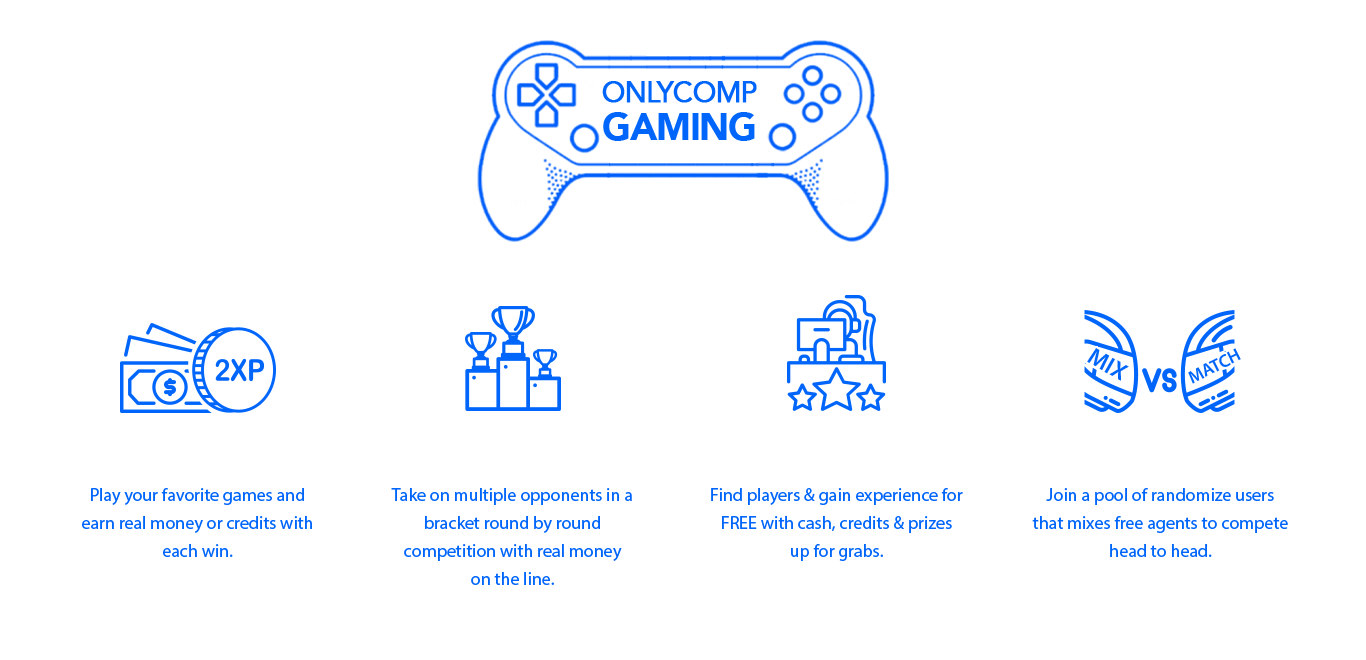 ONLYCOMP
GAMING
$
2XP
MIX
VS
MATCH
Play your favorite games and
earn real money or credits with
each win.
Take on multiple opponents in a
bracket round by round
competition with real money
on the line.
Find players & gain experience for
FREE with cash, credits & prizes
up for grabs.
Join a pool of randomize users
that mixes free agents to compete
head to head.